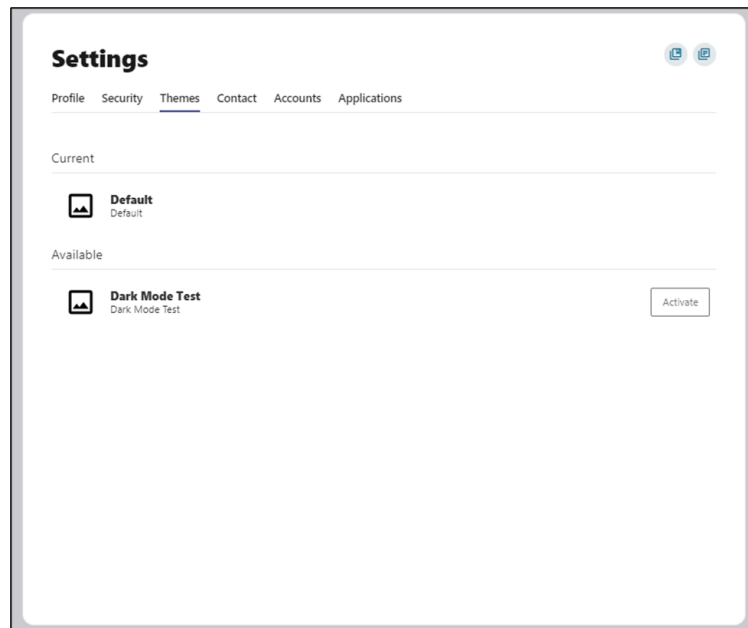 Settings
Profile Security Themes Contact Accounts Applications
Current
Default
Default
Available
Dark Mode Test
Dark Mode Test
Activate